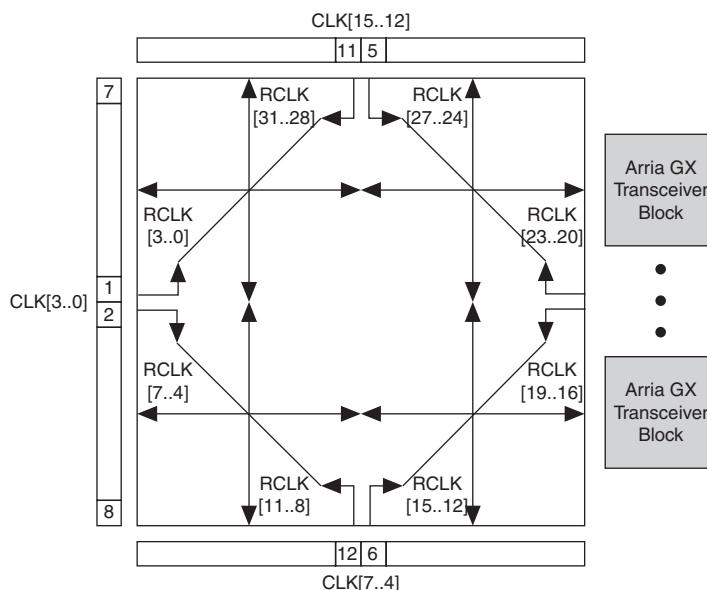 CLK[15..12]
11 5
7
RCLK
[31..28]
RCLK
[27..24]
Arria GX
Transceiver
Block
RCLK
[3..0]
RCLK
[23..20]
1
CLK[3..0]
2
RCLK
[7..4]
RCLK
[19..16]
Arria GX
Transceiver
Block
RCLK
[11..8]
RCLK
[15..12]
8
12 6
CLK[7..4]